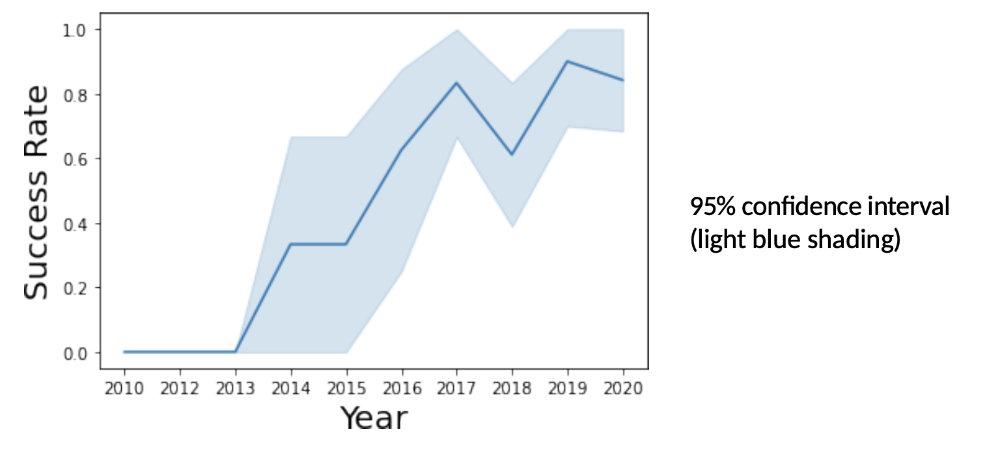 1.0
0.8
0.6
0.4
0.2
0.0
Success Rate
2010 2012 2013 2014 2015 2016 2017 2018 2019 2020
Year
95% confidence interval
(light blue shading)